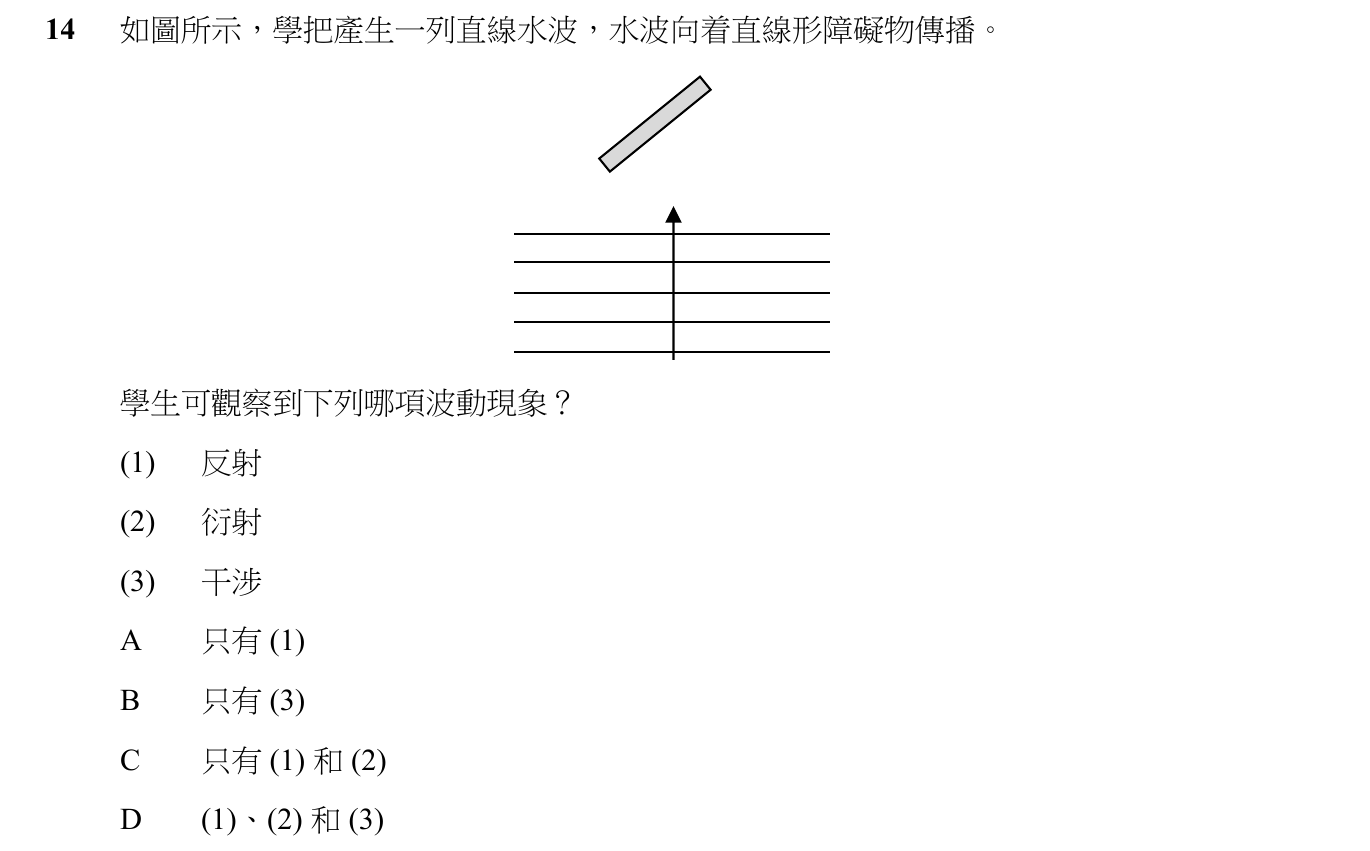 14 如圖所示，學把產生一列直線水波，水波向着直線形障礙物傳播。
學生可觀察到下列哪項波動現象？
(1) 反射
(2) 衍射
(3) 干涉
A 只有 (1)
B 只有 (3)
C 只有 (1) 和 (2)
D (1)、(2) 和 (3)